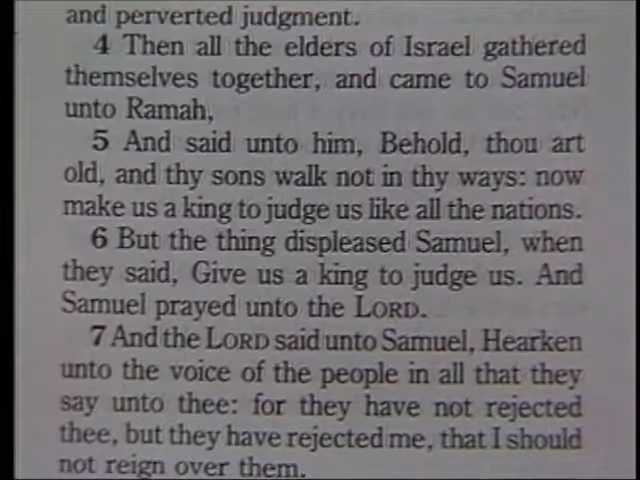 and perverted judgment.
4 Then all the elders of Israel gathered
themselves together, and came to Samuel
unto Ramah,
5 And said unto him, Behold, thou art
old, and thy sons walk not in thy ways: now
make us a king to judge us like all the nations.
6 But the thing displeased Samuel, when
they said, Give us a king to judge us. And
Samuel prayed unto the LORD.
7 And the LORD said unto Samuel, Hearken
unto the voice of the people in all that they
say unto thee: for they have not rejected
thee, but they have rejected me, that I should
not reign over them.